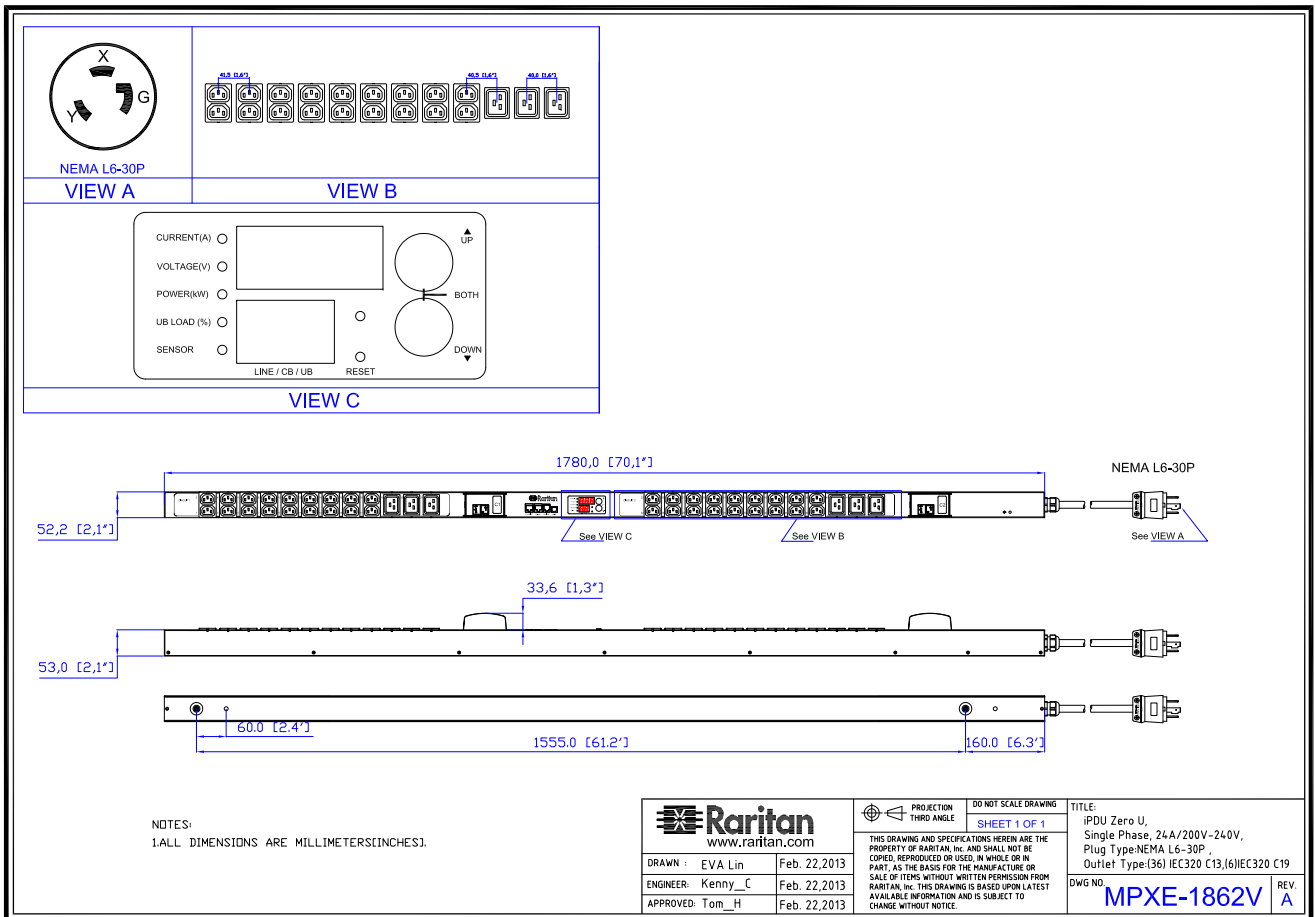 X
G
Y
NEMA L6-30P
VIEW A
41,5 [1,6"]
40,5 [1,6"]
40,0 [1,6"]
VIEW B
CURRENT(A)
VOLTAGE(V)
POWER(kW)
UB LOAD (%)
SENSOR
LINE / CB / UB
RESET
UP
BOTH
DOWN
VIEW C
1780,0 [70,1"]
NEMA L6-30P
52,2 [2,1"]
Raritan
C1
C2
See VIEW C
See VIEW B
See VIEW A
33,6 [1,3"]
53,0 [2,1"]
60.0 [2.4']
1555.0 [61.2']
160.0 [6.3']
NOTES:
1.ALL DIMENSIONS ARE MILLIMETERS[INCHES].
Raritan
www.raritan.com
DRAWN : EVA Lin Feb. 22,2013
ENGINEER: Kenny_C Feb. 22,2013
APPROVED: Tom_H Feb. 22,2013
PROJECTION
THIRD ANGLE
DO NOT SCALE DRAWING
SHEET 1 OF 1
THIS DRAWING AND SPECIFICATIONS HEREIN ARE THE
PROPERTY OF RARITAN, Inc. AND SHALL NOT BE
COPIED, REPRODUCED OR USED, IN WHOLE OR IN
PART, AS THE BASIS FOR THE MANUFACTURE OR
SALE OF ITEMS WITHOUT WRITTEN PERMISSION FROM
RARITAN, Inc. THIS DRAWING IS BASED UPON LATEST
AVAILABLE INFORMATION AND IS SUBJECT TO
CHANGE WITHOUT NOTICE.
TITLE:
iPDU Zero U,
Single Phase, 24A/200V-240V,
Plug Type:NEMA L6-30P ,
Outlet Type:(36) IEC320 C13,(6)IEC320 C19
DWG NO. MPXE-1862V
REV. A